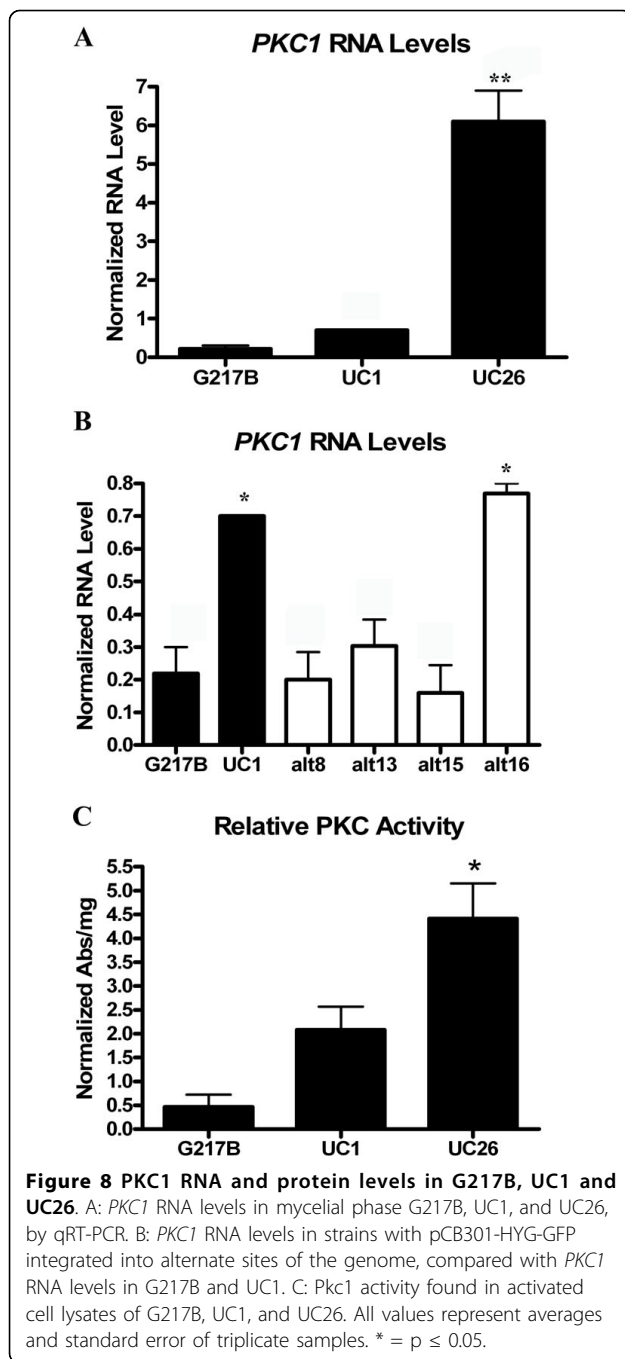 A
PKC1 RNA Levels
**
Normalized RNA Level
7
6
5
4
3
2
1
0
G217B UC1 UC26
B
PKC1 RNA Levels
* *
Normalized RNA Level
0.8
0.7
0.6
0.5
0.4
0.3
0.2
0.1
0.0
G217B UC1 alt8 alt13 alt15 alt16
C
Relative PKC Activity
*
Normalized Abs/mg
5.5
5.0
4.5
4.0
3.5
3.0
2.5
2.0
1.5
1.0
0.5
0.0
G217B UC1 UC26
Figure 8 PKC1 RNA and protein levels in G217B, UC1 and
UC26. A: PKC1 RNA levels in mycelial phase G217B, UC1, and UC26,
by qRT-PCR. B: PKC1 RNA levels in strains with pCB301-HYG-GFP
integrated into alternate sites of the genome, compared with PKC1
RNA levels in G217B and UC1. C: Pkc1 activity found in activated
cell lysates of G217B, UC1, and UC26. All values represent averages
and standard error of triplicate samples. * = p ≤ 0.05.